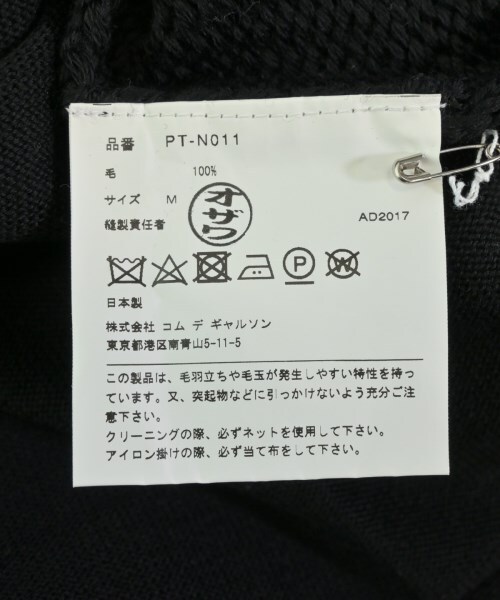 品番 PT-N011
毛 100%
サイズ M
オザワ
縫製責任者
AD2017
P W
日本製
株式会社 コム デ ギャルソン
東京都港区南青山5-11-5
この製品は、毛羽立ちや毛玉が発生しやすい特性を持っ
ています。又、突起物などに引っかけないよう充分ご注
意下さい。
クリーニングの際、必ずネットを使用して下さい。
アイロン掛けの際、必ず当て布をして下さい。